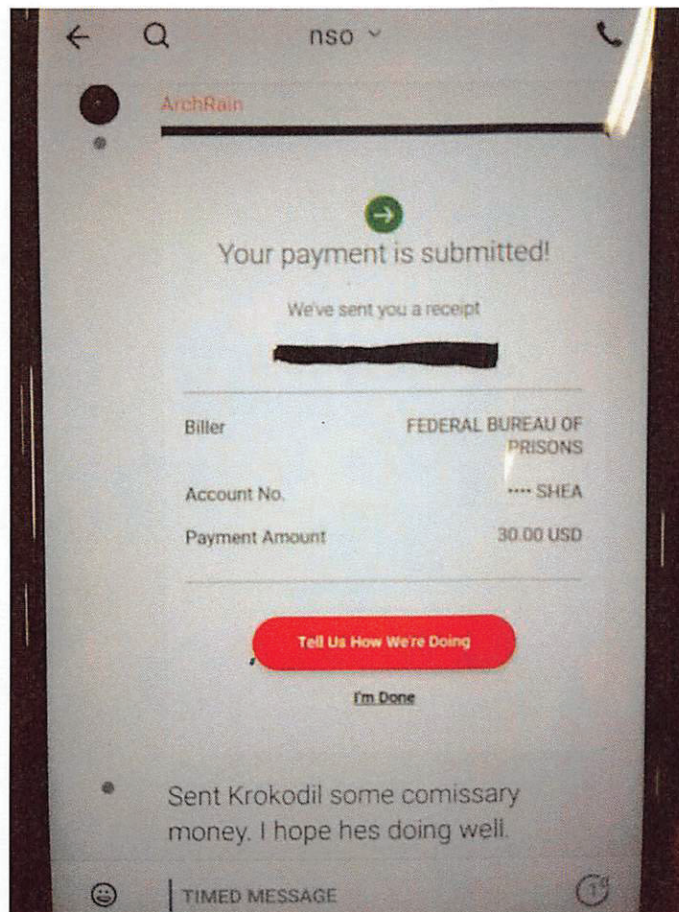 nso
ArchRain
Your payment is submitted!
We've sent you a receipt
Biller FEDERAL BUREAU OF
PRISONS
Account No. •••• SHEA
Payment Amount 30.00 USD
Tell Us How We're Doing
I'm Done
Sent Krokodil some comissary
money. I hope hes doing well.
TIMED MESSAGE